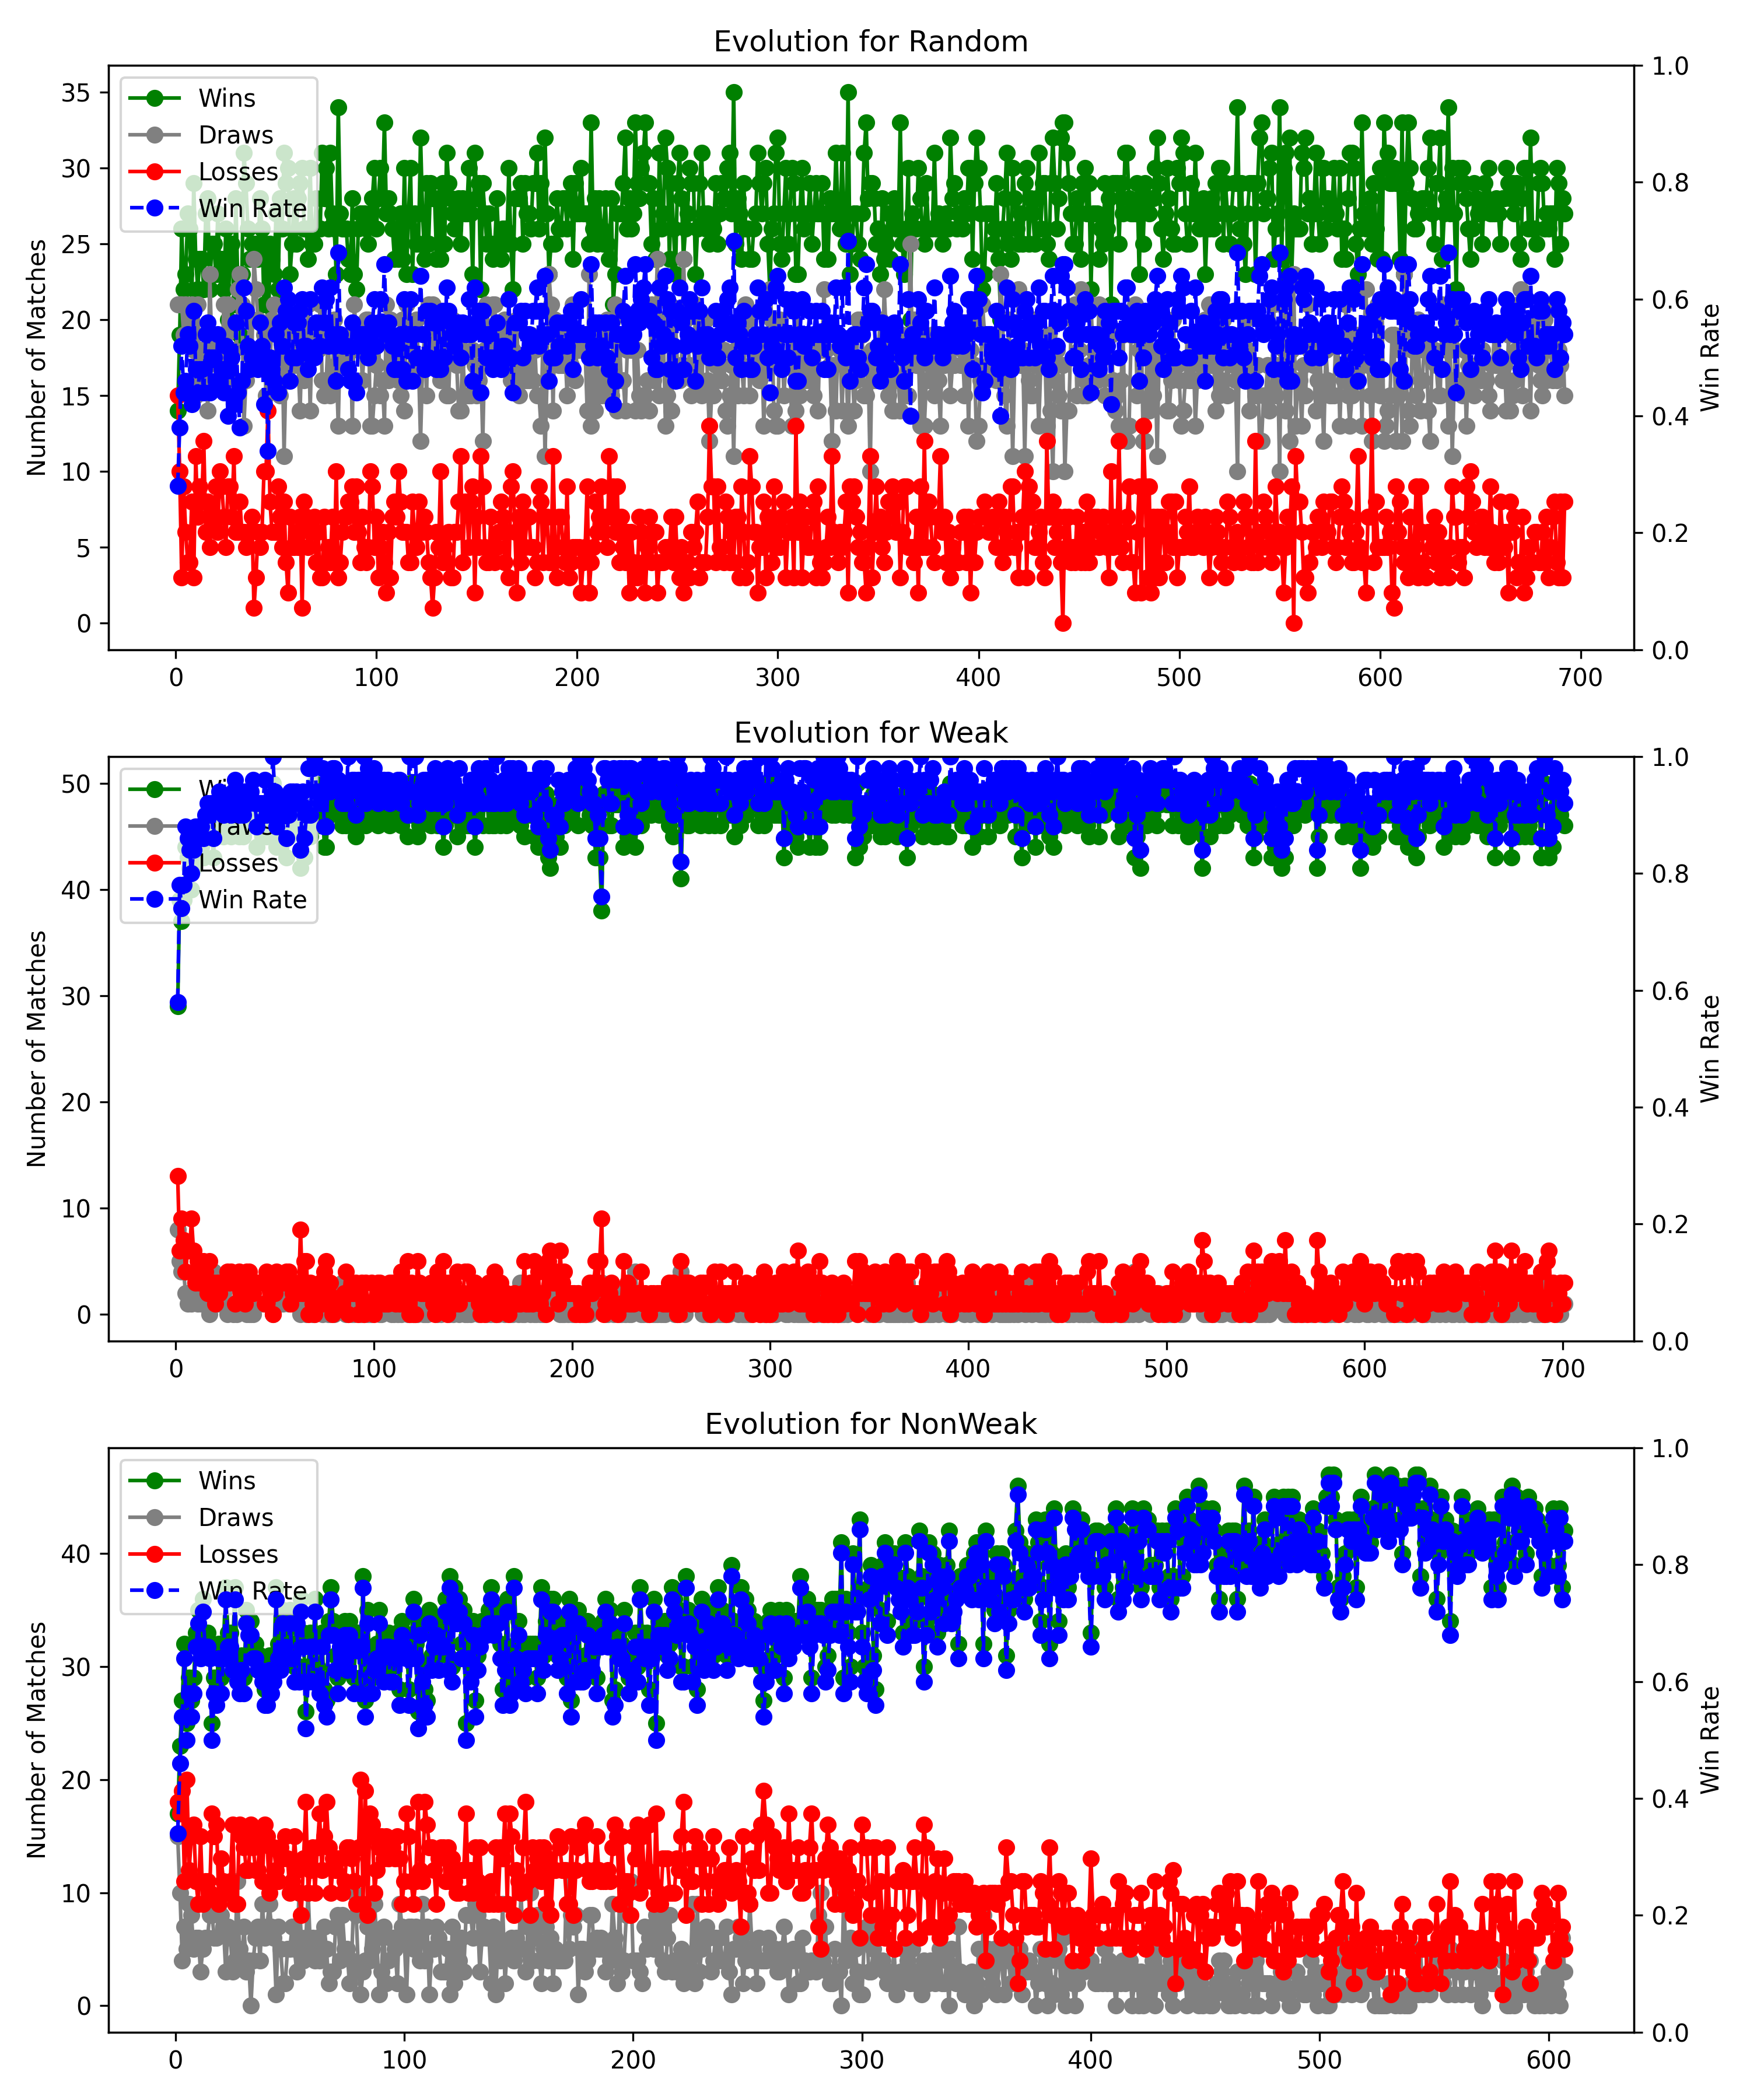 Evolution for Random
Wins
Draws
Losses
Win Rate
Number of Matches
35
30
25
20
15
10
5
0
1.0
0.8
0.6
0.4
0.2
0.0
Win Rate
0 100 200 300 400 500 600 700
Evolution for Weak
Wins
Draws
Losses
Win Rate
Number of Matches
50
40
30
20
10
0
1.0
0.8
0.6
0.4
0.2
0.0
Win Rate
0 100 200 300 400 500 600 700
Evolution for NonWeak
Wins
Draws
Losses
Win Rate
Number of Matches
40
30
20
10
0
1.0
0.8
0.6
0.4
0.2
0.0
Win Rate
0 100 200 300 400 500 600